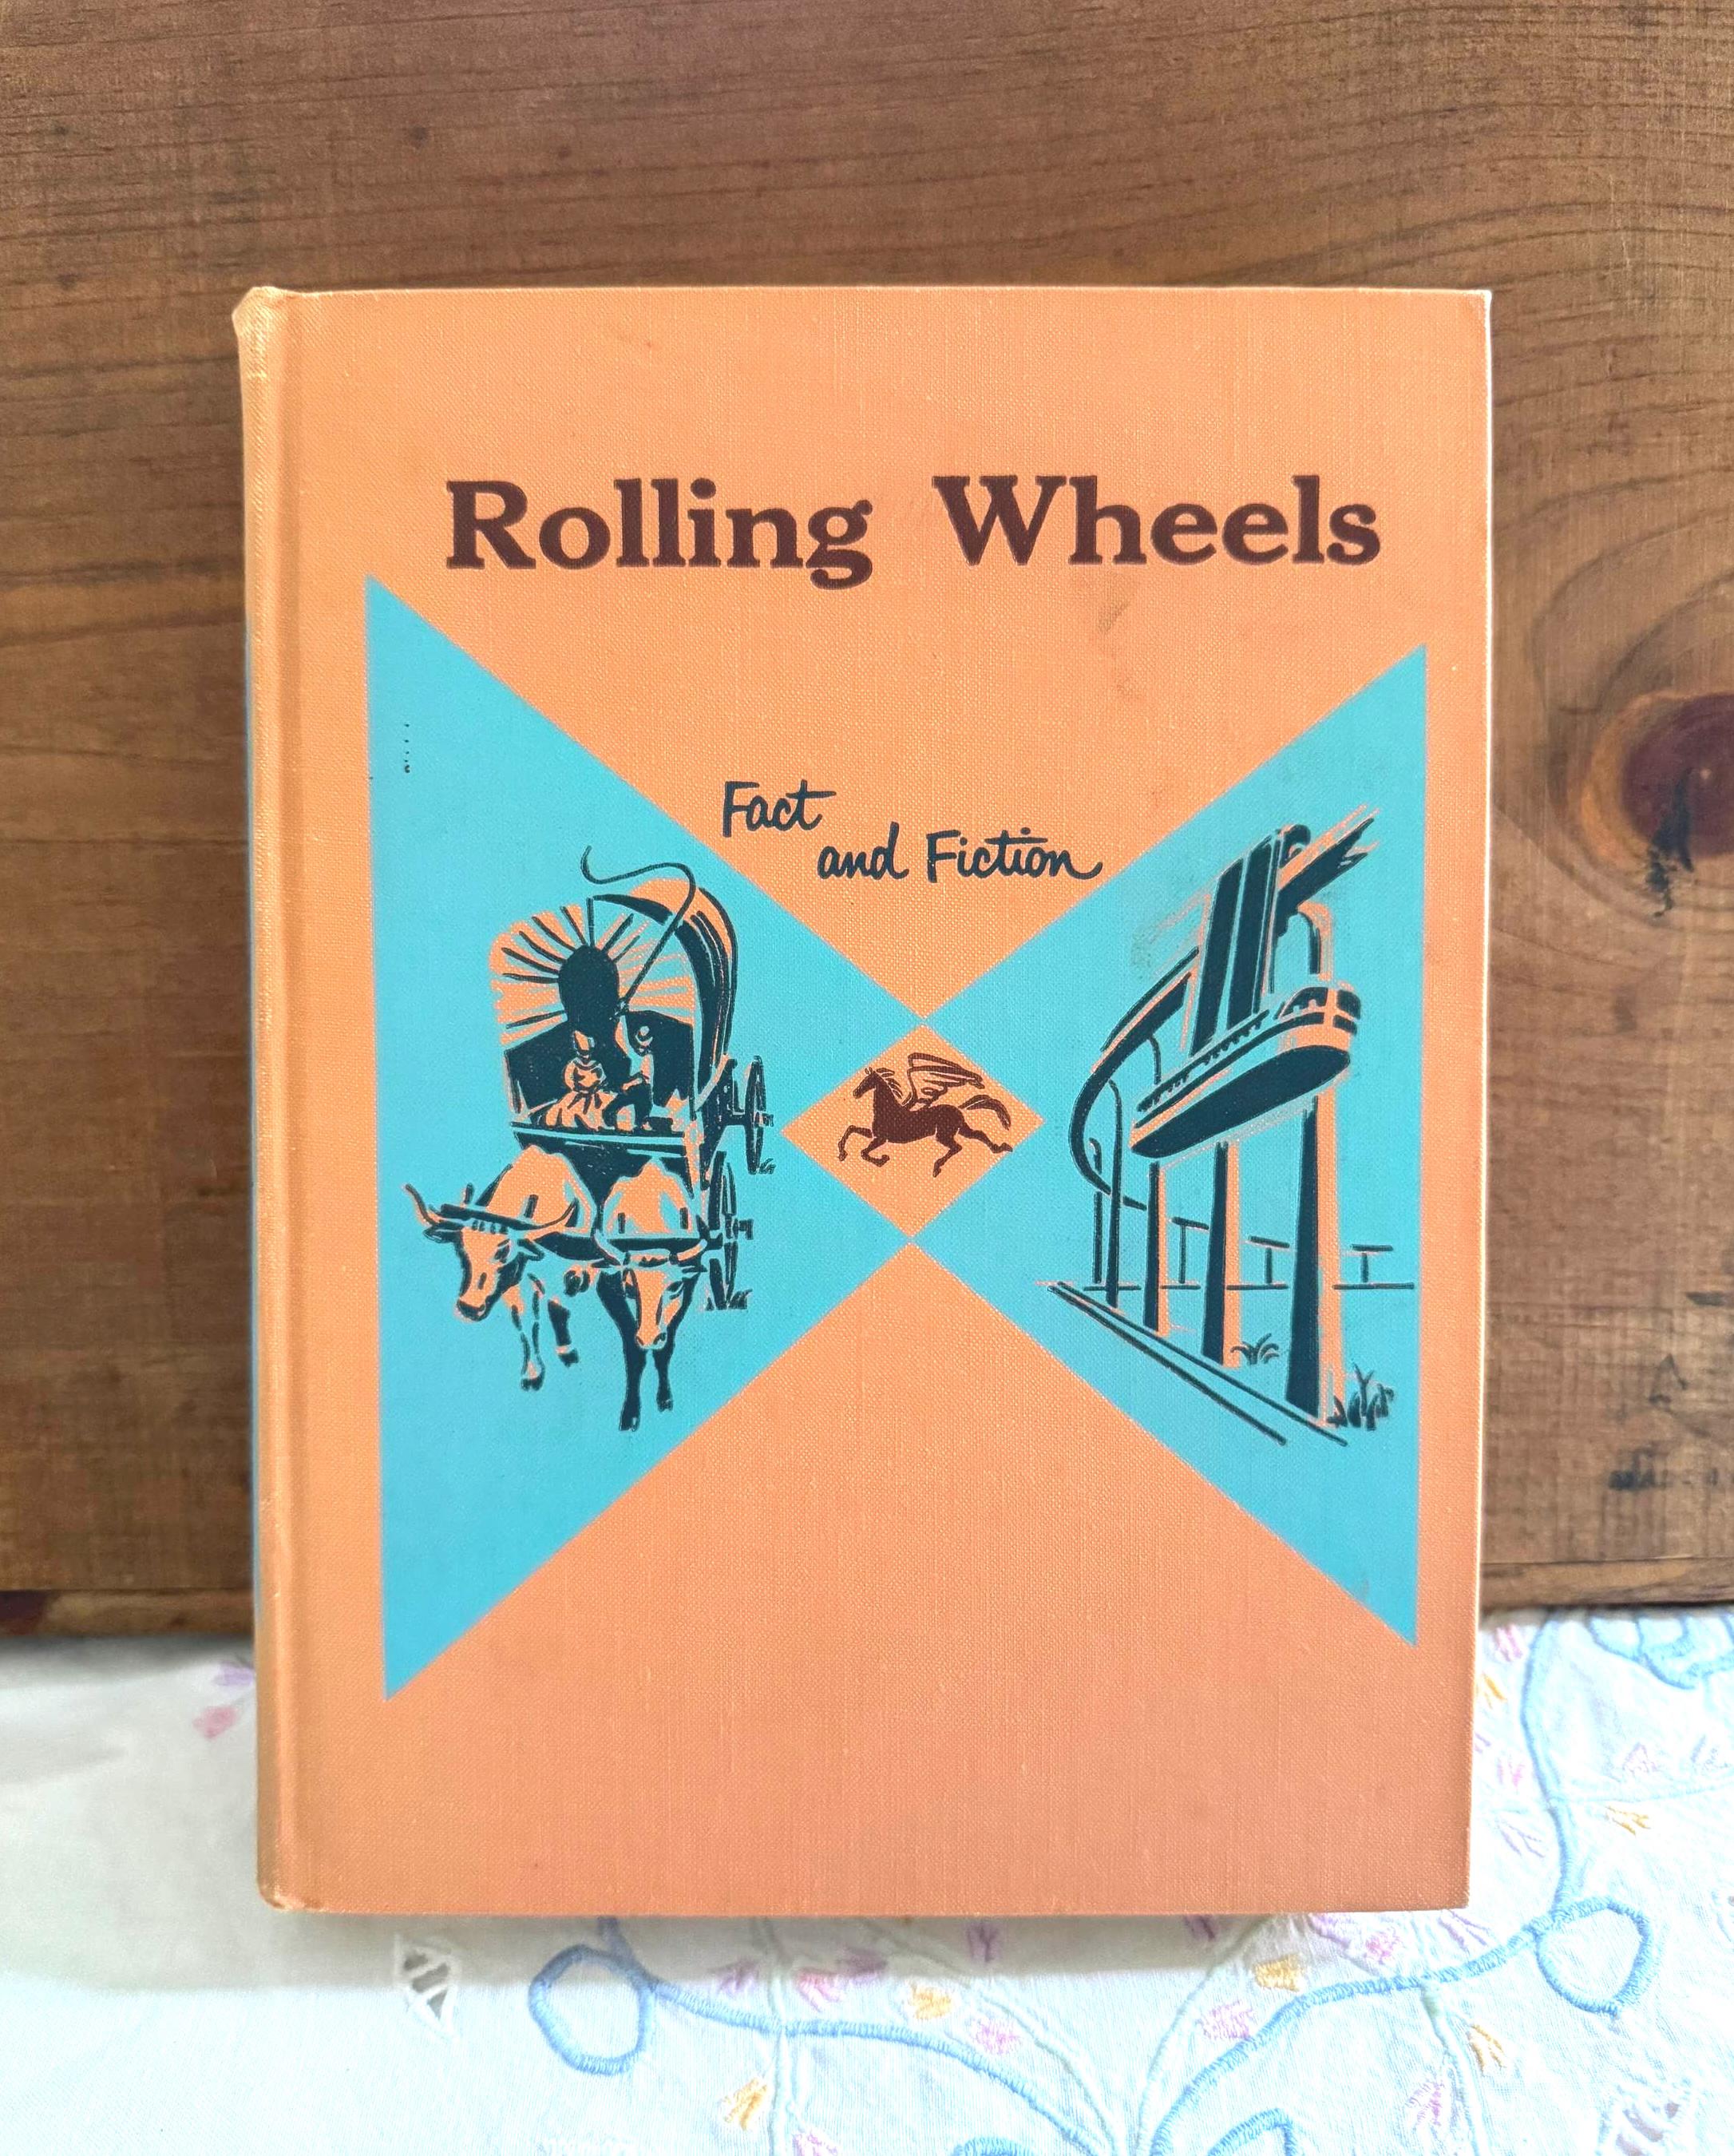 Rolling Wheels
Fact
and Fiction